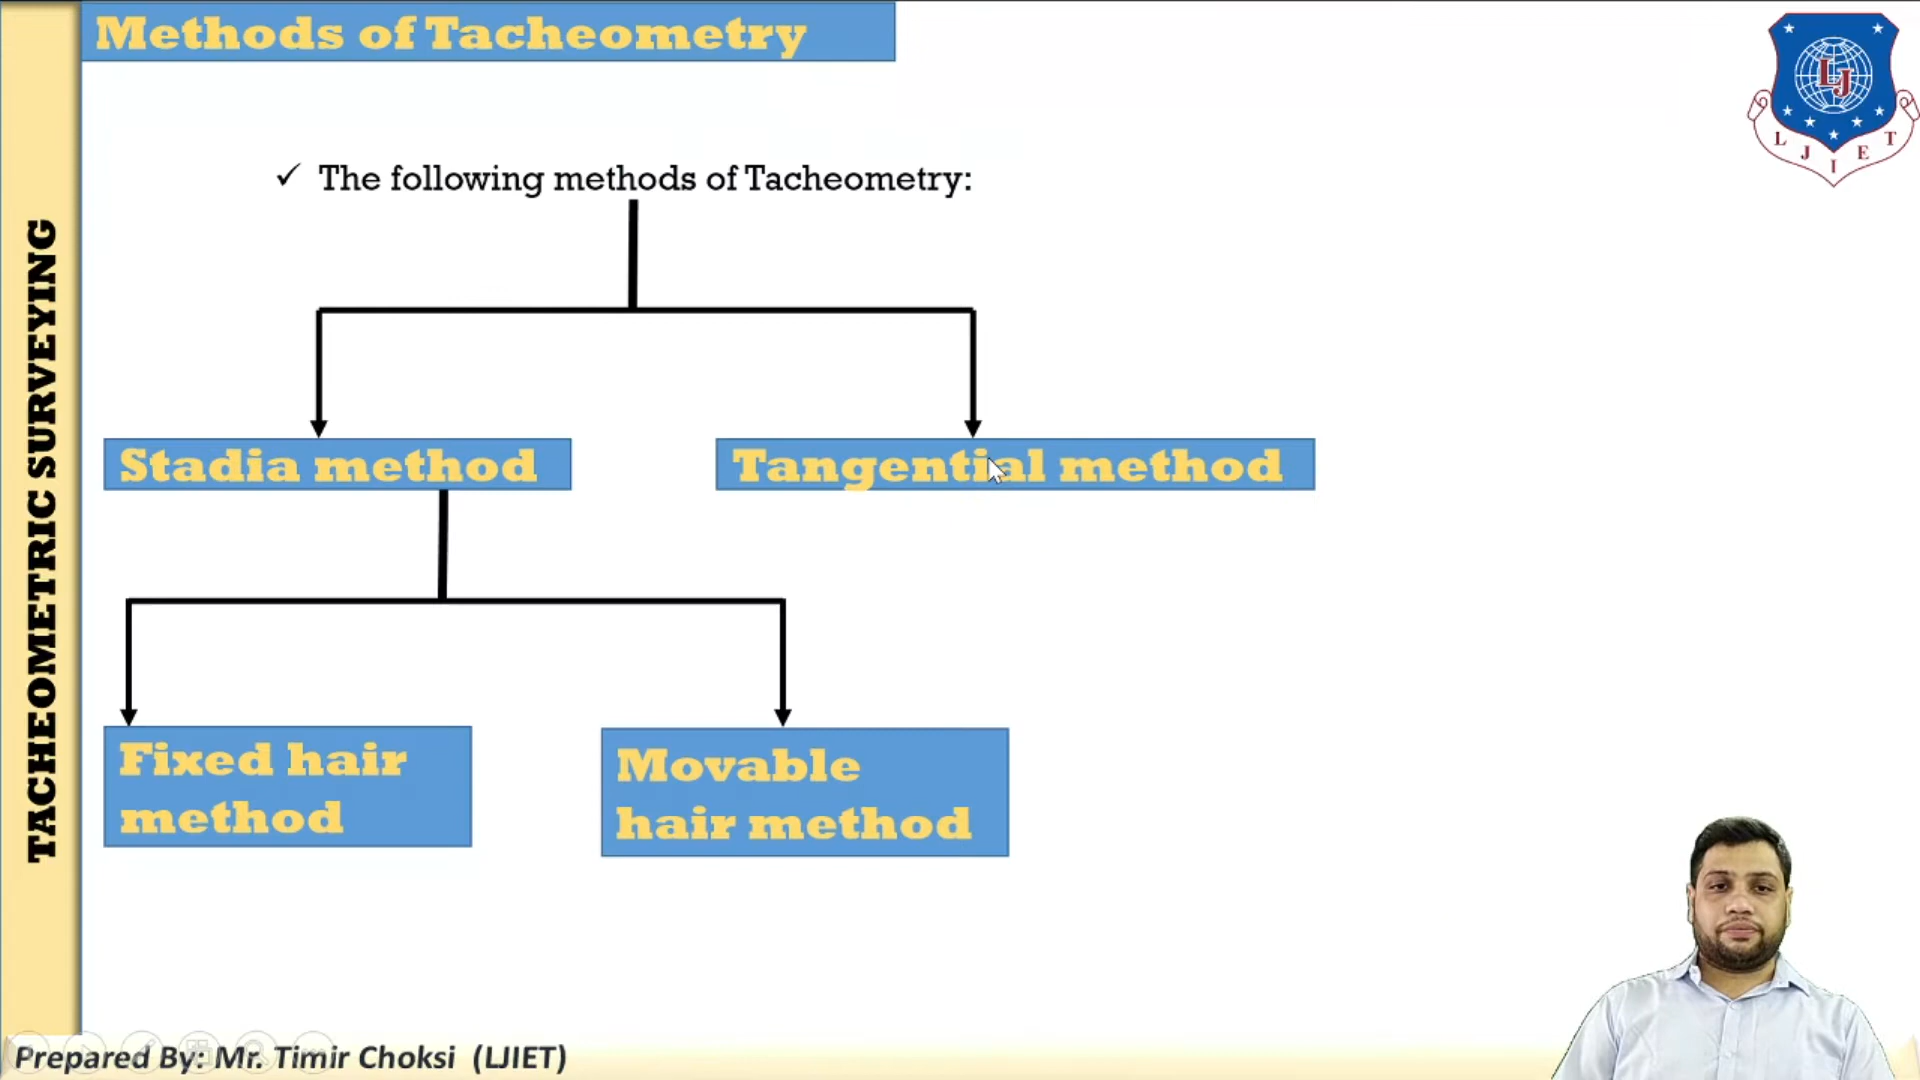 Methods of Tacheometry
L J I E T
LJ
✓ The following methods of Tacheometry:
TACHEOMETRIC SURVEYING
Stadia method
Tangential method
Fixed hair
method
Movable
hair method
Prepared By: Mr. Timir Choksi (LJIET)